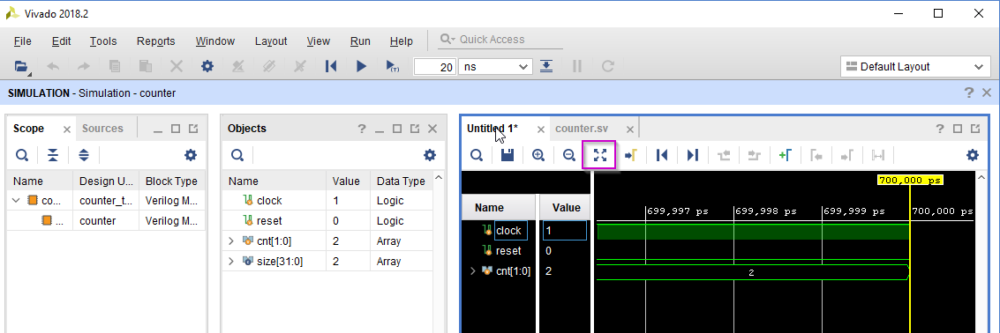 Vivado 2018.2
File Edit Tools Reports Window Layout View Run Help Quick Access
(T) 20 ns Default Layout
SIMULATION - Simulation - counter
Scope Sources
Name Design U... Block Type
co... counter_t... Verilog M...
... counter Verilog M...
Objects
Name Value Data Type
clock 1 Logic
reset 0 Logic
cnt[1:0] 2 Array
size[31:0] 2 Array
Untitled 1* counter.sv
700,000 ps
Name Value
699,997 ps 699,998 ps 699,999 ps 700,000 ps
clock 1
reset 0
cnt[1:0] 2 2